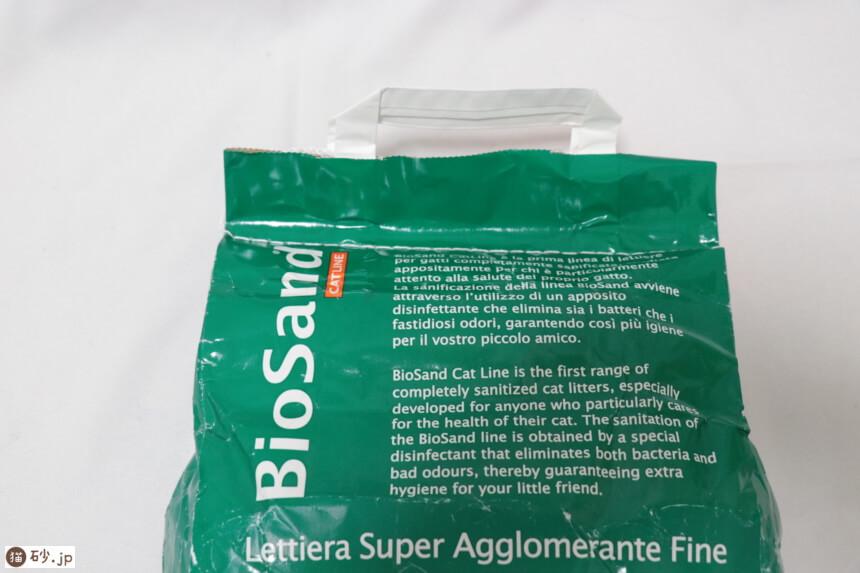 BioSand
CATLINE
BioSand Cat Line è la prima linea di lettiere
per gatti completamente sanificata
appositamente per chi è particolarmente
attento alla salute del proprio gatto.
La sanificazione della linea BioSand avviene
attraverso l'utilizzo di un apposito
disinfettante che elimina sia i batteri che i
fastidiosi odori, garantendo così più igiene
per il vostro piccolo amico.
BioSand Cat Line is the first range of
completely sanitized cat litters, especially
developed for anyone who particularly cares
for the health of their cat. The sanitation of
the BioSand line is obtained by a special
disinfectant that eliminates both bacteria and
bad odours, thereby guaranteeing extra
hygiene for your little friend.
Lettiera Super Agglomerante Fine
猫砂.jp